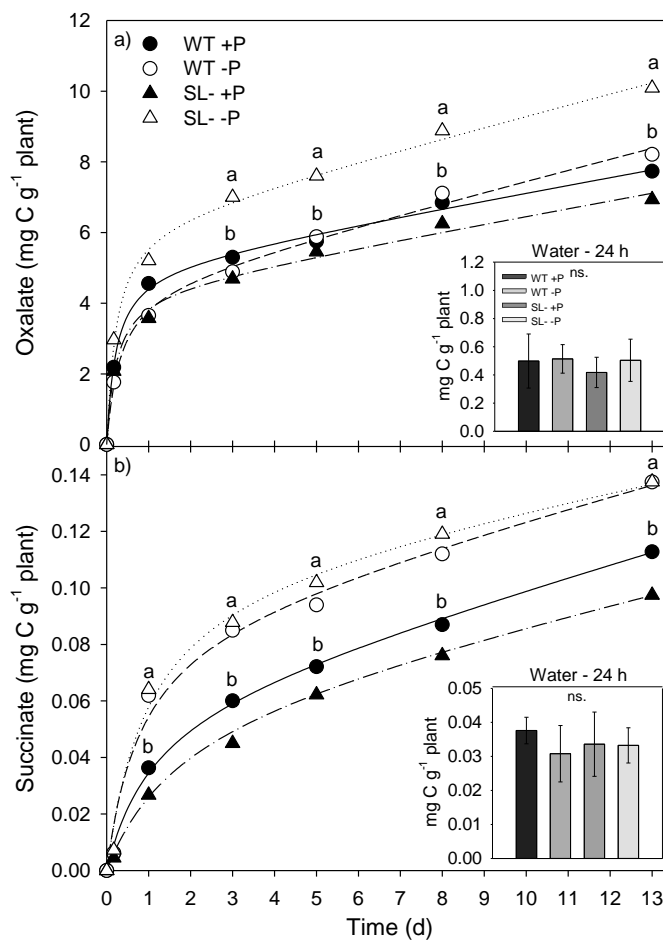 a)
WT +P
WT -P
SL- +P
SL- -P
Oxalate (mg C g-1 plant)
12
10
8
6
4
2
0
a
a
a
a
b
b
b
b
Water - 24 h
ns.
WT +P
WT -P
SL- +P
SL- -P
mg C g-1 plant
1.2
1.0
0.8
0.6
0.4
0.2
0.0
b)
Succinate (mg C g-1 plant)
0.14
0.12
0.10
0.08
0.06
0.04
0.02
0.00
a
a
a
a
a
b
b
b
b
b
Water - 24 h
ns.
mg C g-1 plant
0.05
0.04
0.03
0.02
0.01
0.00
0 1 2 3 4 5 6 7 8 9 10 11 12 13
Time (d)